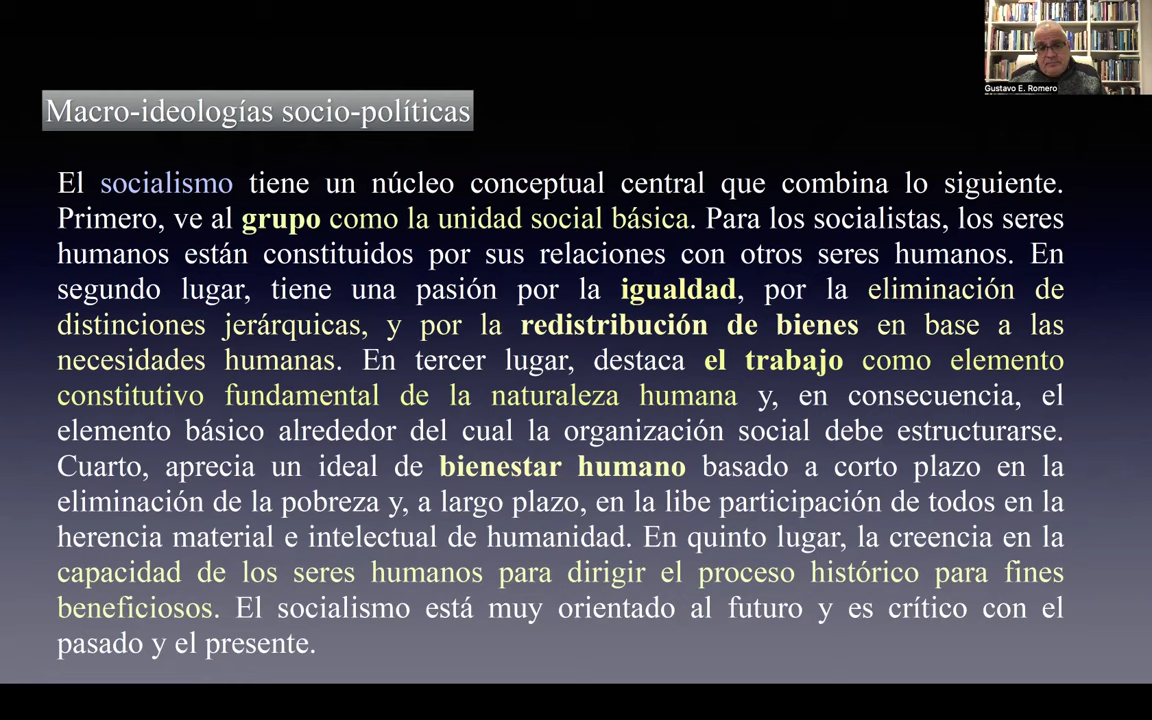 Gustavo E. Romero
Macro-ideologías socio-políticas
El socialismo tiene un núcleo conceptual central que combina lo siguiente.
Primero, ve al grupo como la unidad social básica. Para los socialistas, los seres
humanos están constituidos por sus relaciones con otros seres humanos. En
segundo lugar, tiene una pasión por la igualdad, por la eliminación de
distinciones jerárquicas, y por la redistribución de bienes en base a las
necesidades humanas. En tercer lugar, destaca el trabajo como elemento
constitutivo fundamental de la naturaleza humana y, en consecuencia, el
elemento básico alrededor del cual la organización social debe estructurarse.
Cuarto, aprecia un ideal de bienestar humano basado a corto plazo en la
eliminación de la pobreza y, a largo plazo, en la libe participación de todos en la
herencia material e intelectual de humanidad. En quinto lugar, la creencia en la
capacidad de los seres humanos para dirigir el proceso histórico para fines
beneficiosos. El socialismo está muy orientado al futuro y es crítico con el
pasado y el presente.